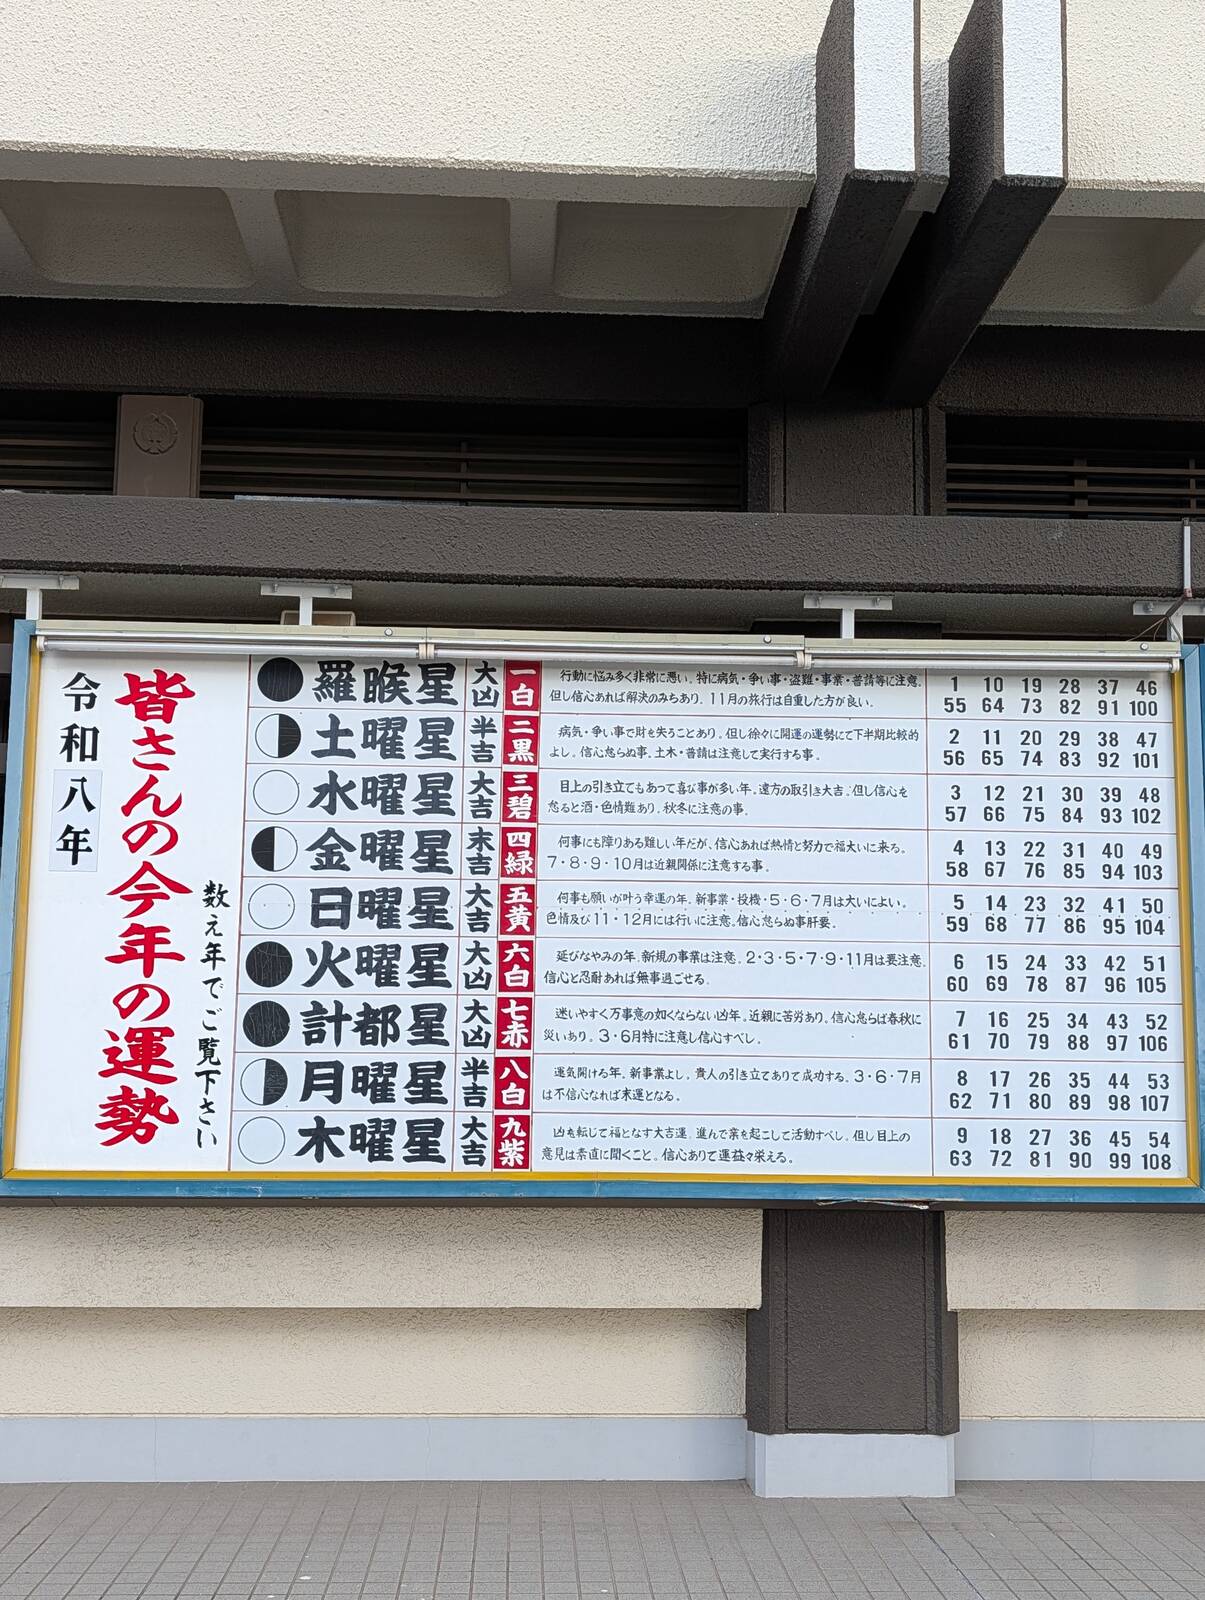 令和八年
皆さんの今年の運勢
数え年でご覧下さい
羅睺星 大凶 一白 行動に悩み多く非常に悪い。特に病気・争い事・盗難・事業・普請等に注意。
但し信心あれば解決のみちあり。11月の旅行は自重した方が良い。
1 10 19 28 37 46
55 64 73 82 91 100
土曜星 半吉 二黒 病気・争い事で財を失うことあり。但し徐々に開運の運勢にて下半期比較的
よし。信心怠らぬ事。土木・普請は注意して実行する事。
2 11 20 29 38 47
56 65 74 83 92 101
水曜星 大吉 三碧 目上の引き立てもあって喜び事が多い年。遠方の取引き大吉。但し信心を
怠ると酒・色情難あり。秋冬に注意の事。
3 12 21 30 39 48
57 66 75 84 93 102
金曜星 末吉 四緑 何事にも障りある難しい年だが、信心あれば熱情と努力で福大いに来る。
7・8・9・10月は近親関係に注意する事。
4 13 22 31 40 49
58 67 76 85 94 103
日曜星 大吉 五黄 何事も願いが叶う幸運の年。新事業・投機・5・6・7月は大いによい。
色情及び11・12月には行いに注意。信心怠らぬ事肝要。
5 14 23 32 41 50
59 68 77 86 95 104
火曜星 大凶 六白 延びなやみの年。新規の事業は注意。2・3・5・7・9・11月は要注意。
信心と忍耐あれば無事過ごせる。
6 15 24 33 42 51
60 69 78 87 96 105
計都星 大凶 七赤 迷いやすく万事意の如くならない凶年。近親に苦労あり。信心怠らば春秋に
災いあり。3・6月特に注意し信心すべし。
7 16 25 34 43 52
61 70 79 88 97 106
月曜星 半吉 八白 運気開ける年。新事業よし。貴人の引き立てありて成功する。3・6・7月
は不信心なれば末運となる。
8 17 26 35 44 53
62 71 80 89 98 107
木曜星 大吉 九紫 凶も転じて福となす大吉運。進んで業を起こして活動すべし。但し目上の
意見は素直に聞くこと。信心ありて運益々栄える。
9 18 27 36 45 54
63 72 81 90 99 108